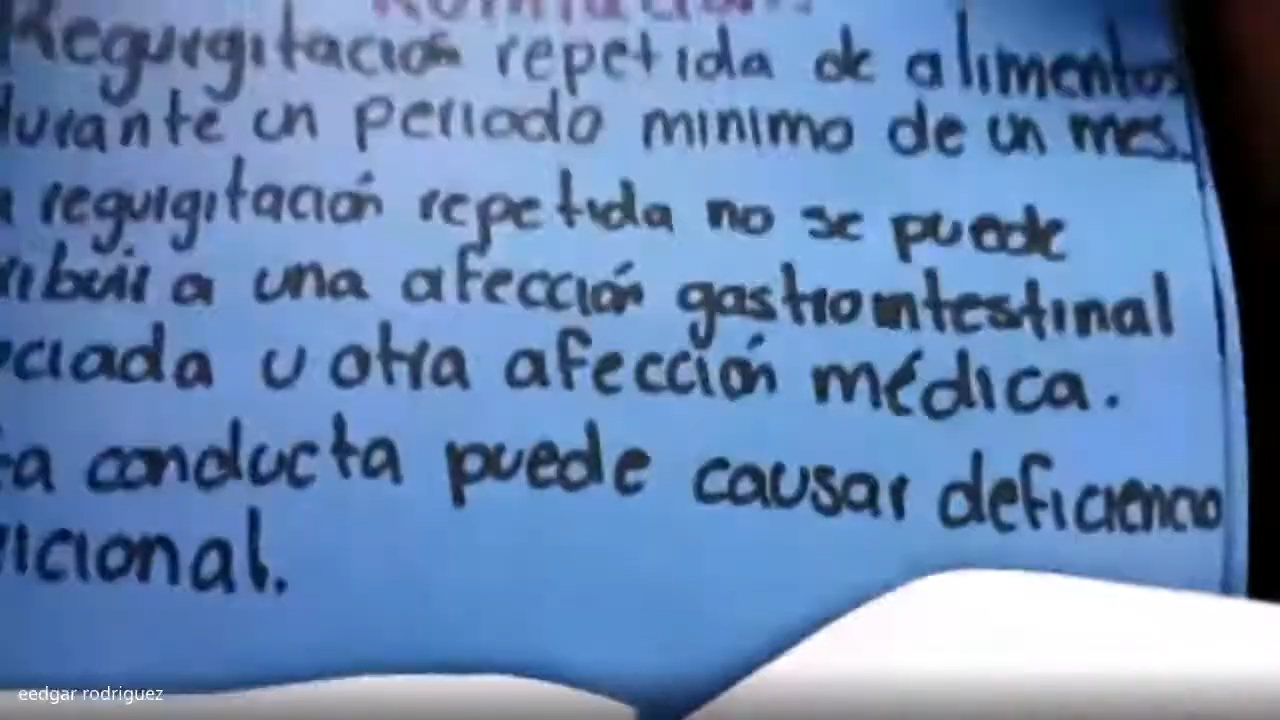 Regurgitación repetida de alimentos
durante un periodo minimo de un mes.
regurgitación repetida no se puede
a una afección gastrointestinal
u otra afección médica.
conducta puede causar deficiencia
eedgar rodriguez